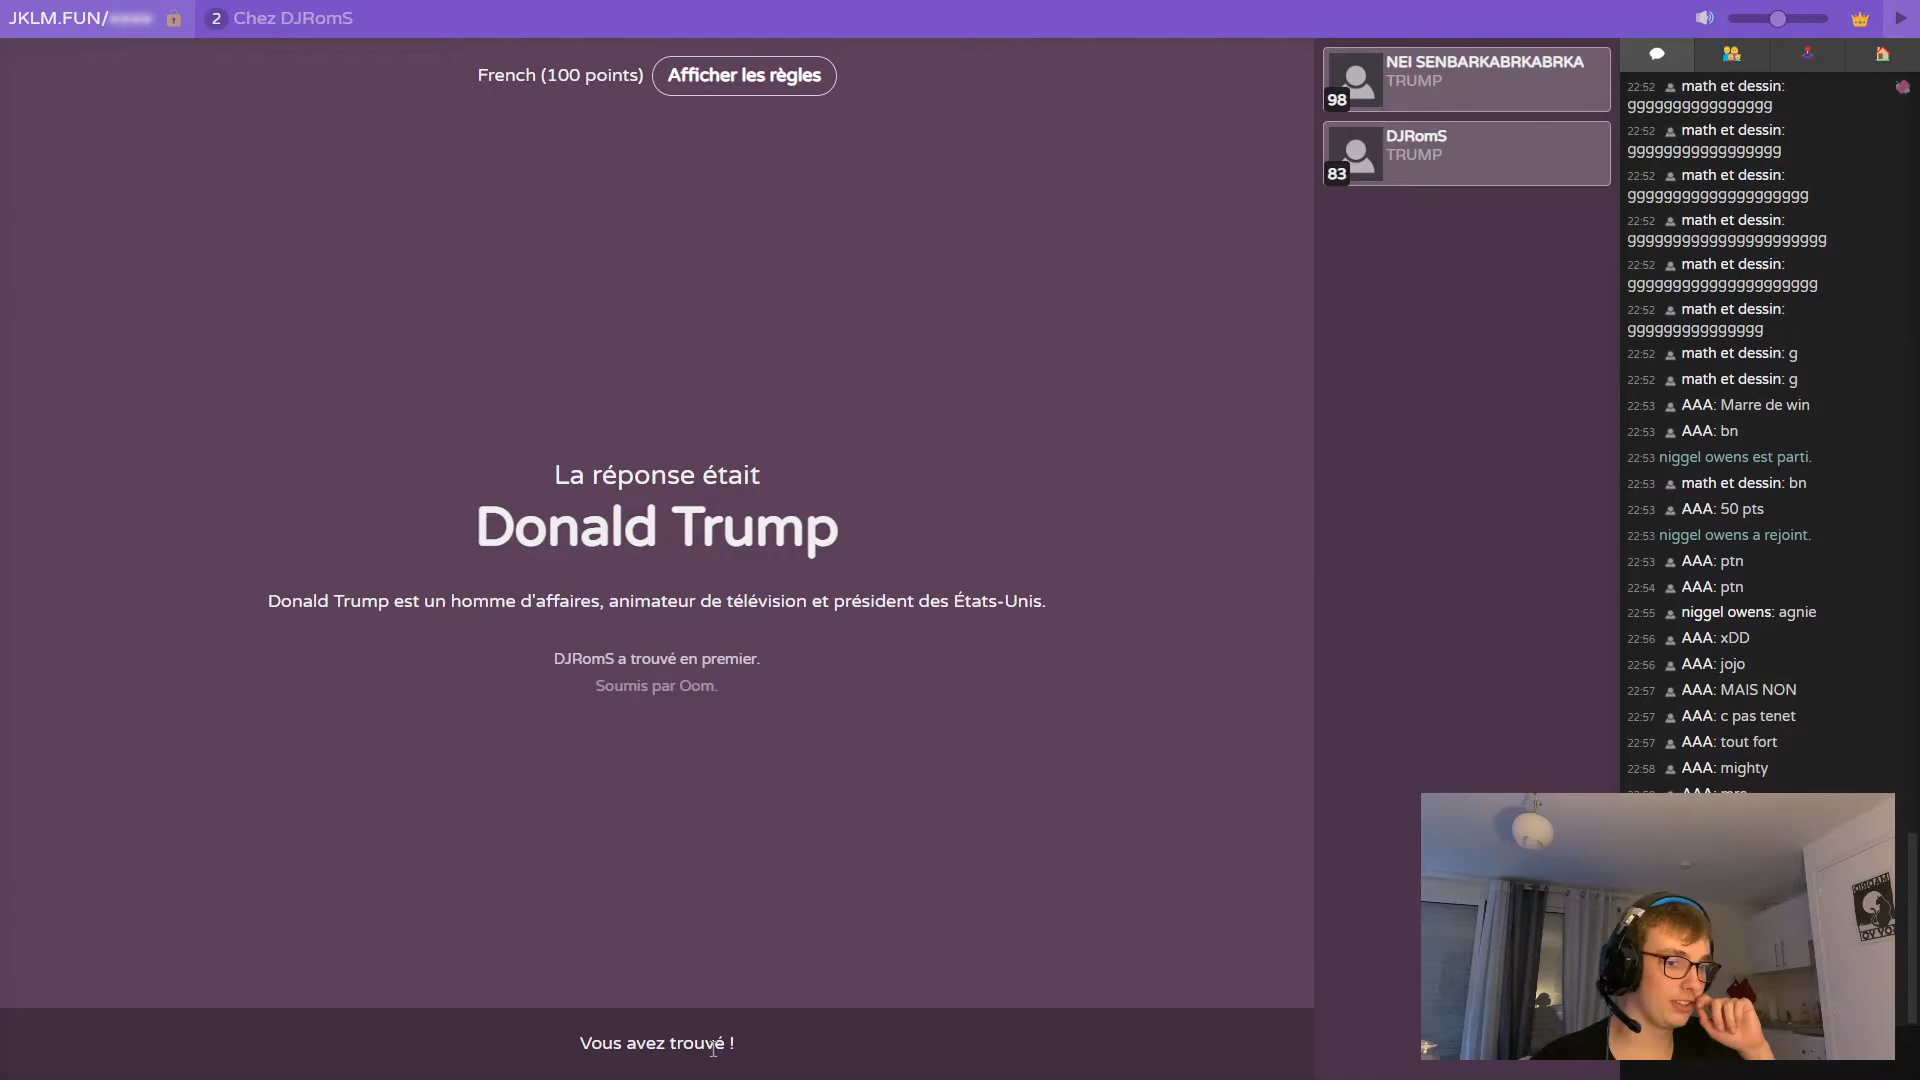 JKLM.FUN/
2 Chez DJRomS
French (100 points) Afficher les règles
La réponse était
Donald Trump
Donald Trump est un homme d'affaires, animateur de télévision et président des États-Unis.
DJRomS a trouvé en premier.
Soumis par Oom.
Vous avez trouvé !
NEI SENBARKABRKABRKA
TRUMP
98
DJRomS
TRUMP
83
22:52 math et dessin:
gggggggggggggggg
22:52 math et dessin:
ggggggggggggggggg
22:52 math et dessin:
gggggggggggggggggggg
22:52 math et dessin:
gggggggggggggggggggggg
22:52 math et dessin:
ggggggggggggggggggggg
22:52 math et dessin:
ggggggggggggggg
22:52 math et dessin: g
22:52 math et dessin: g
22:53 AAA: Marre de win
22:53 AAA: bn
22:53 niggel owens est parti.
22:53 math et dessin: bn
22:53 AAA: 50 pts
22:53 niggel owens a rejoint.
22:53 AAA: ptn
22:54 AAA: ptn
22:55 niggel owens: agnie
22:56 AAA: xDD
22:56 AAA: jojo
22:57 AAA: MAIS NON
22:57 AAA: c pas tenet
22:57 AAA: tout fort
22:58 AAA: mighty